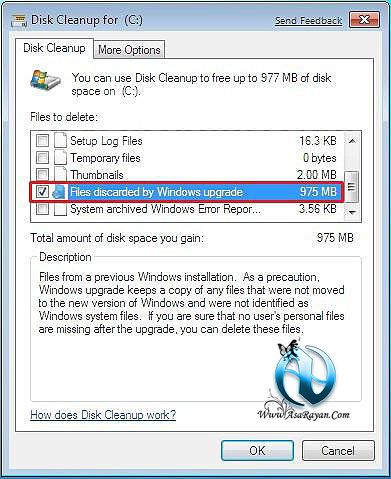 Disk Cleanup for (C:)
Send Feedback
Disk Cleanup
More Options
You can use Disk Cleanup to free up to 977 MB of disk
space on (C:).
Files to delete:
Setup Log Files 16.3 KB
Temporary files 0 bytes
Thumbnails 2.00 MB
Files discarded by Windows upgrade 975 MB
System archived Windows Error Repor... 3.56 KB
Total amount of disk space you gain: 975 MB
Description
Files from a previous Windows installation. As a precaution,
Windows upgrade keeps a copy of any files that were not moved
to the new version of Windows and were not identified as
Windows system files. If you are sure that no user's personal
files are missing after the upgrade, you can delete these files.
Www.AsaRayan.Com
How does Disk Cleanup work?
OK
Cancel